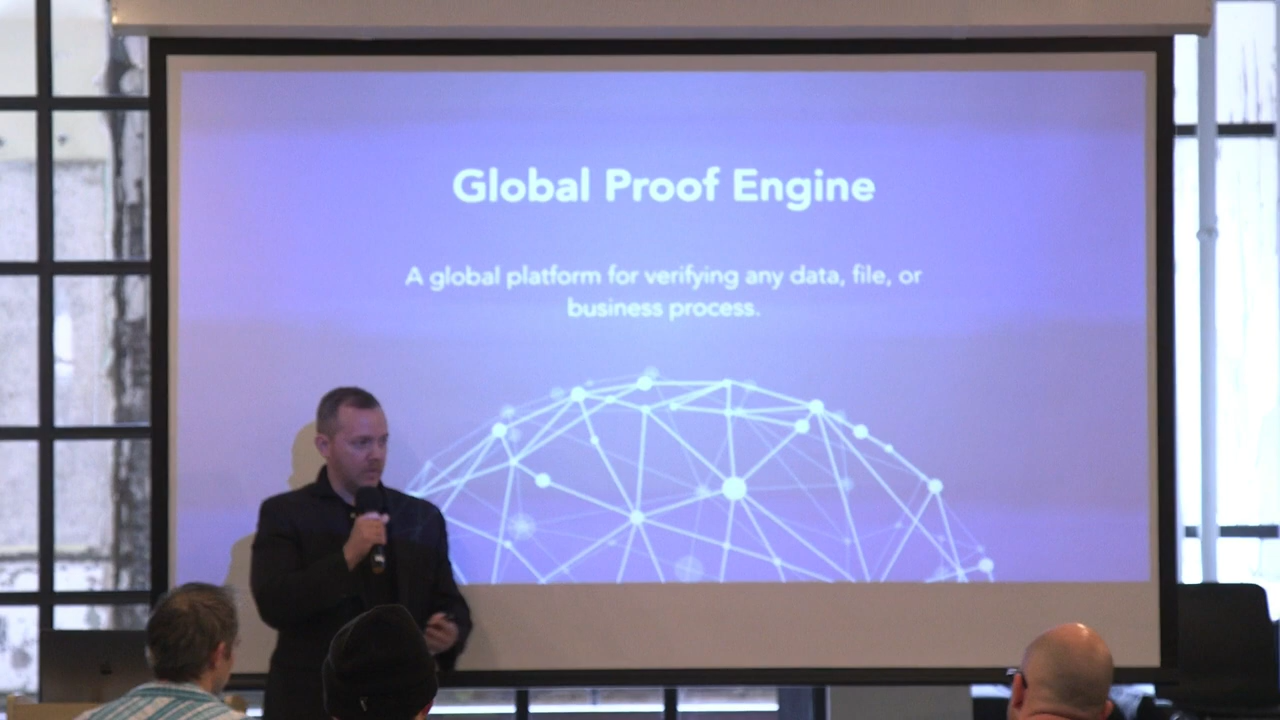 Global Proof Engine
A global platform for verifying any data, file, or
business process.